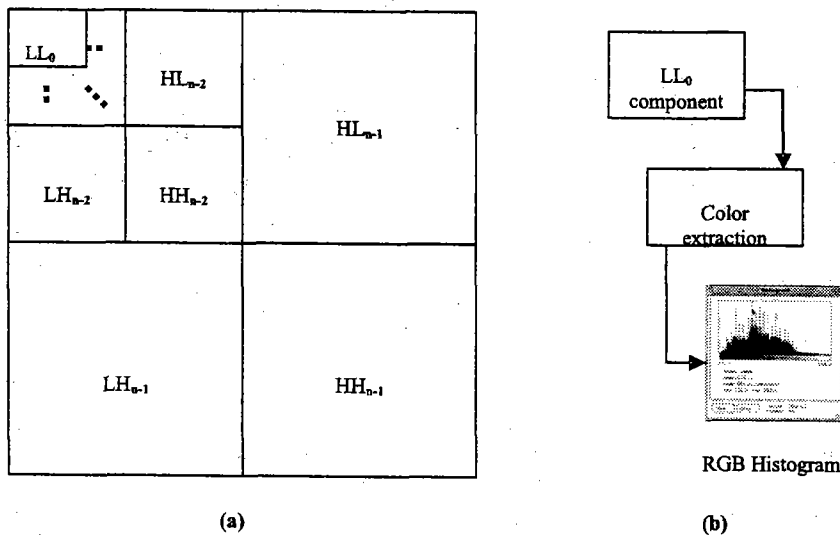 LL₀
HLₙ₋₂
HLₙ₋₁
LHₙ₋₂
HHₙ₋₂
LHₙ₋₁
HHₙ₋₁
(a)
LL₀
component
Color
extraction
RGB Histogram
(b)